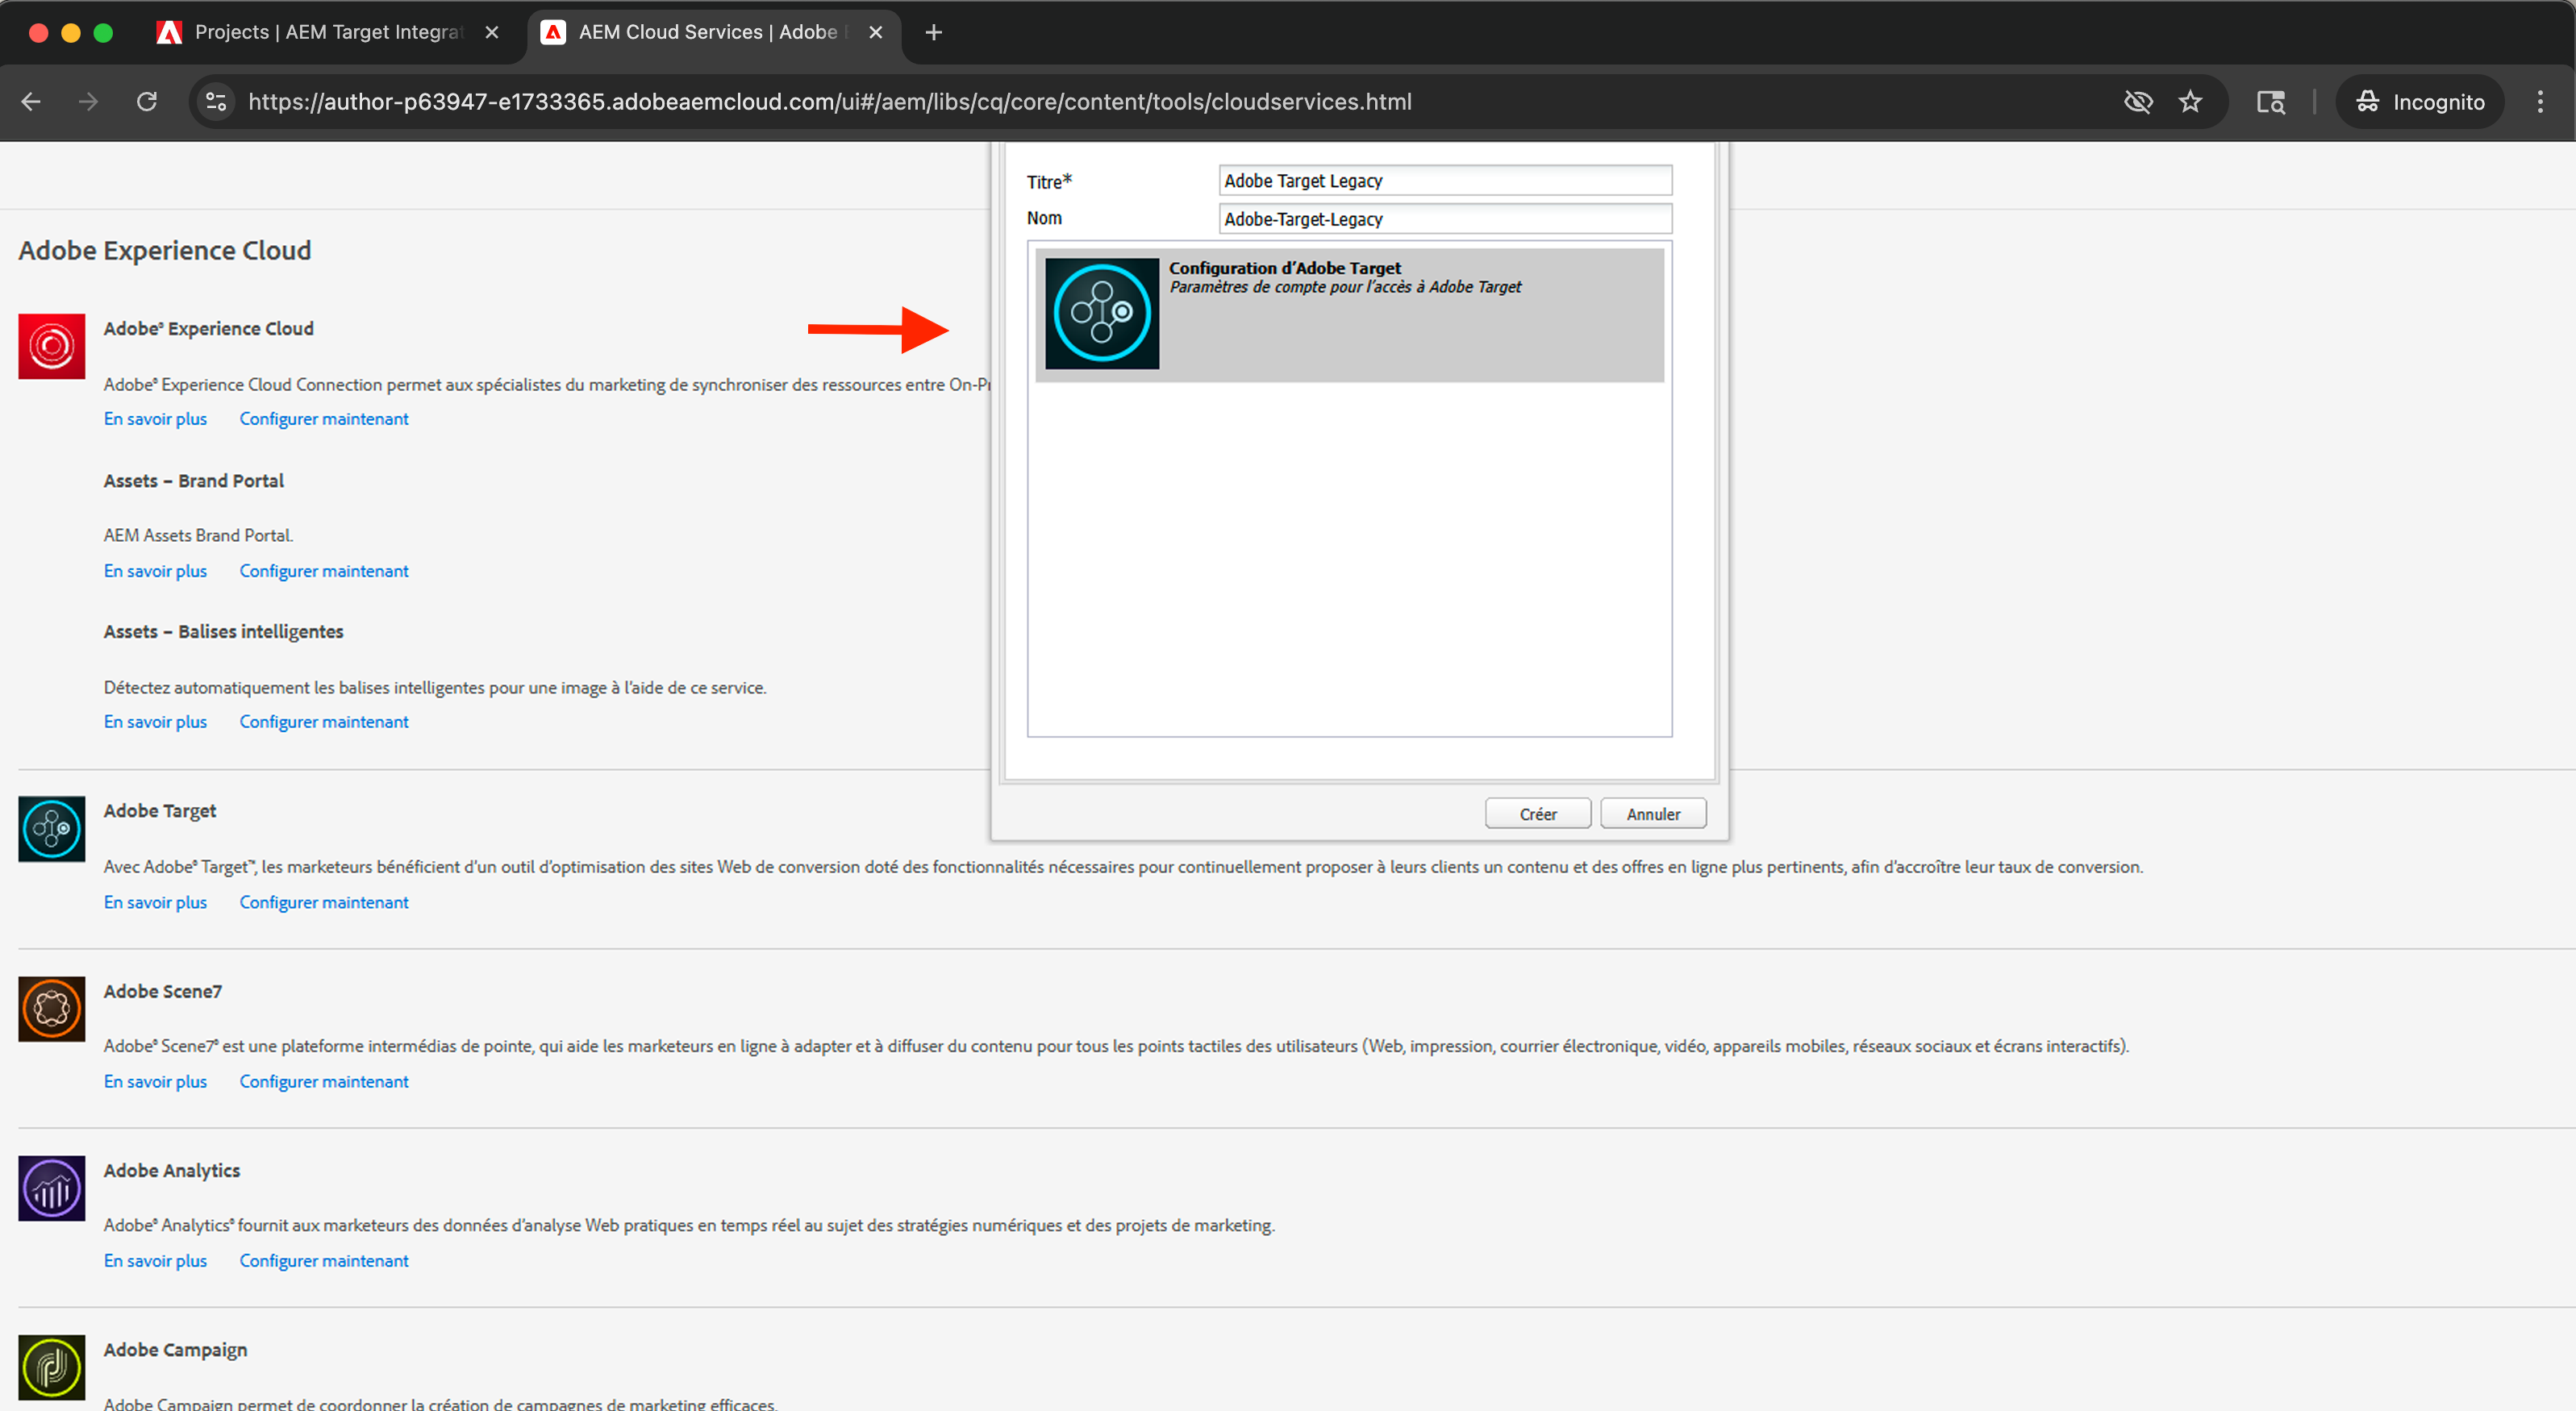 Projects | AEM Target Integrat
AEM Cloud Services | Adobe
https://author-p63947-e1733365.adobeaemcloud.com/ui#/aem/libs/cq/core/content/tools/cloudservices.html
Incognito
Titre*
Adobe Target Legacy
Nom
Adobe-Target-Legacy
Configuration d’Adobe Target
Paramètres de compte pour l’accès à Adobe Target
Créer
Annuler
Adobe Experience Cloud
Adobe® Experience Cloud
Adobe® Experience Cloud Connection permet aux spécialistes du marketing de synchroniser des ressources entre On-Pr
En savoir plus Configurer maintenant
Assets – Brand Portal
AEM Assets Brand Portal.
En savoir plus Configurer maintenant
Assets – Balises intelligentes
Détectez automatiquement les balises intelligentes pour une image à l’aide de ce service.
En savoir plus Configurer maintenant
Adobe Target
Avec Adobe® Target™, les marketeurs bénéficient d’un outil d’optimisation des sites Web de conversion doté des fonctionnalités nécessaires pour continuellement proposer à leurs clients un contenu et des offres en ligne plus pertinents, afin d’accroître leur taux de conversion.
En savoir plus Configurer maintenant
Adobe Scene7
Adobe® Scene7® est une plateforme intermédias de pointe, qui aide les marketeurs en ligne à adapter et à diffuser du contenu pour tous les points tactiles des utilisateurs (Web, impression, courrier électronique, vidéo, appareils mobiles, réseaux sociaux et écrans interactifs).
En savoir plus Configurer maintenant
Adobe Analytics
Adobe® Analytics® fournit aux marketeurs des données d’analyse Web pratiques en temps réel au sujet des stratégies numériques et des projets de marketing.
En savoir plus Configurer maintenant
Adobe Campaign
Adobe Campaign permet de coordonner la création de campagnes de marketing efficaces.